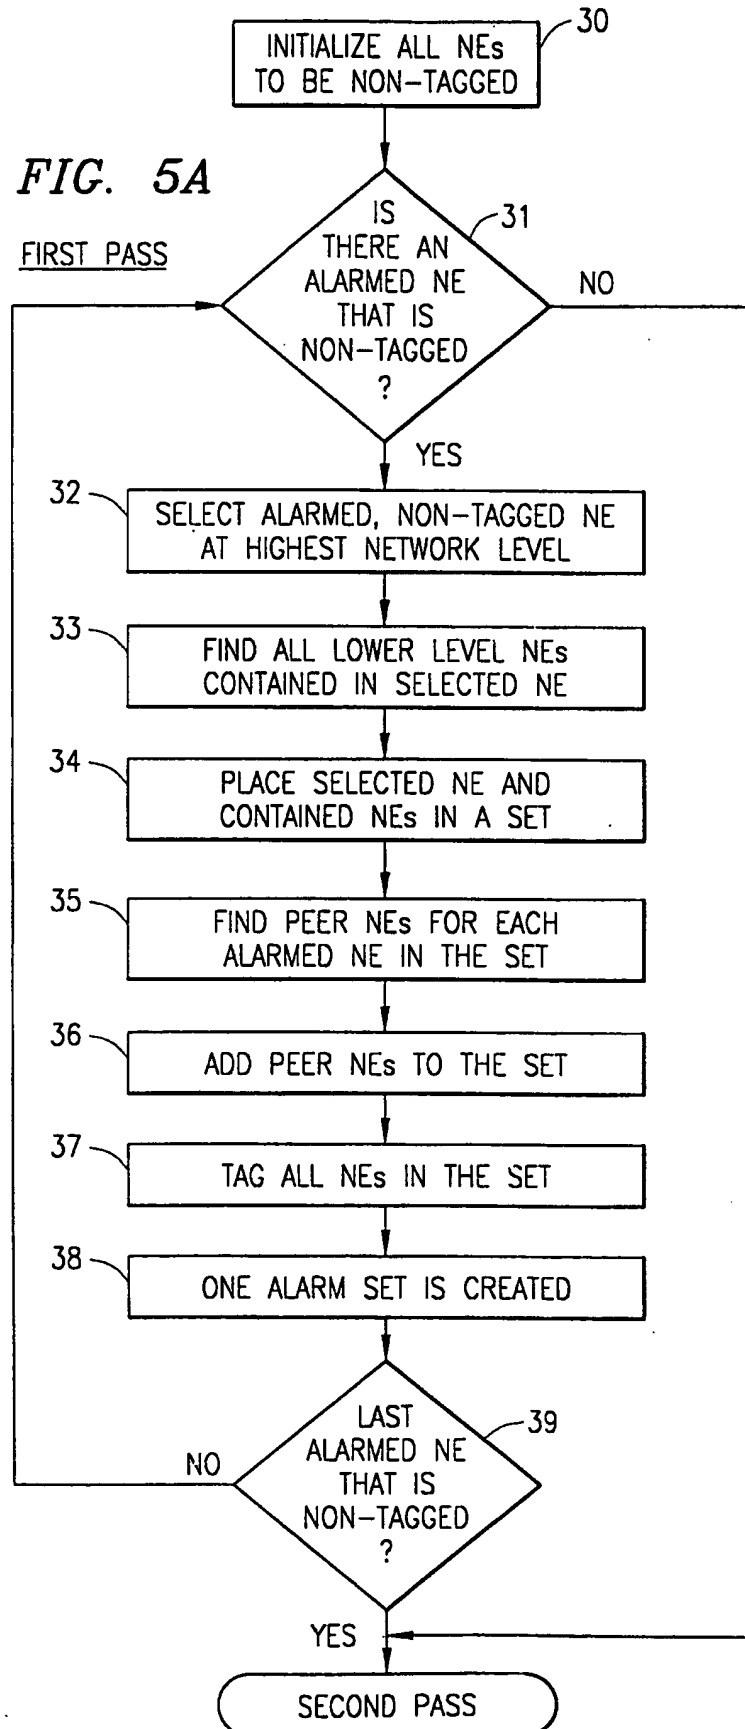 30
INITIALIZE ALL NEs
TO BE NON-TAGGED
FIG. 5A
FIRST PASS
31
IS
THERE AN
ALARMED NE
THAT IS
NON-TAGGED
?
NO
YES
32
SELECT ALARMED, NON-TAGGED NE
AT HIGHEST NETWORK LEVEL
33
FIND ALL LOWER LEVEL NEs
CONTAINED IN SELECTED NE
34
PLACE SELECTED NE AND
CONTAINED NEs IN A SET
35
FIND PEER NEs FOR EACH
ALARMED NE IN THE SET
36
ADD PEER NEs TO THE SET
37
TAG ALL NEs IN THE SET
38
ONE ALARM SET IS CREATED
39
LAST
ALARMED NE
THAT IS
NON-TAGGED
?
NO
YES
SECOND PASS